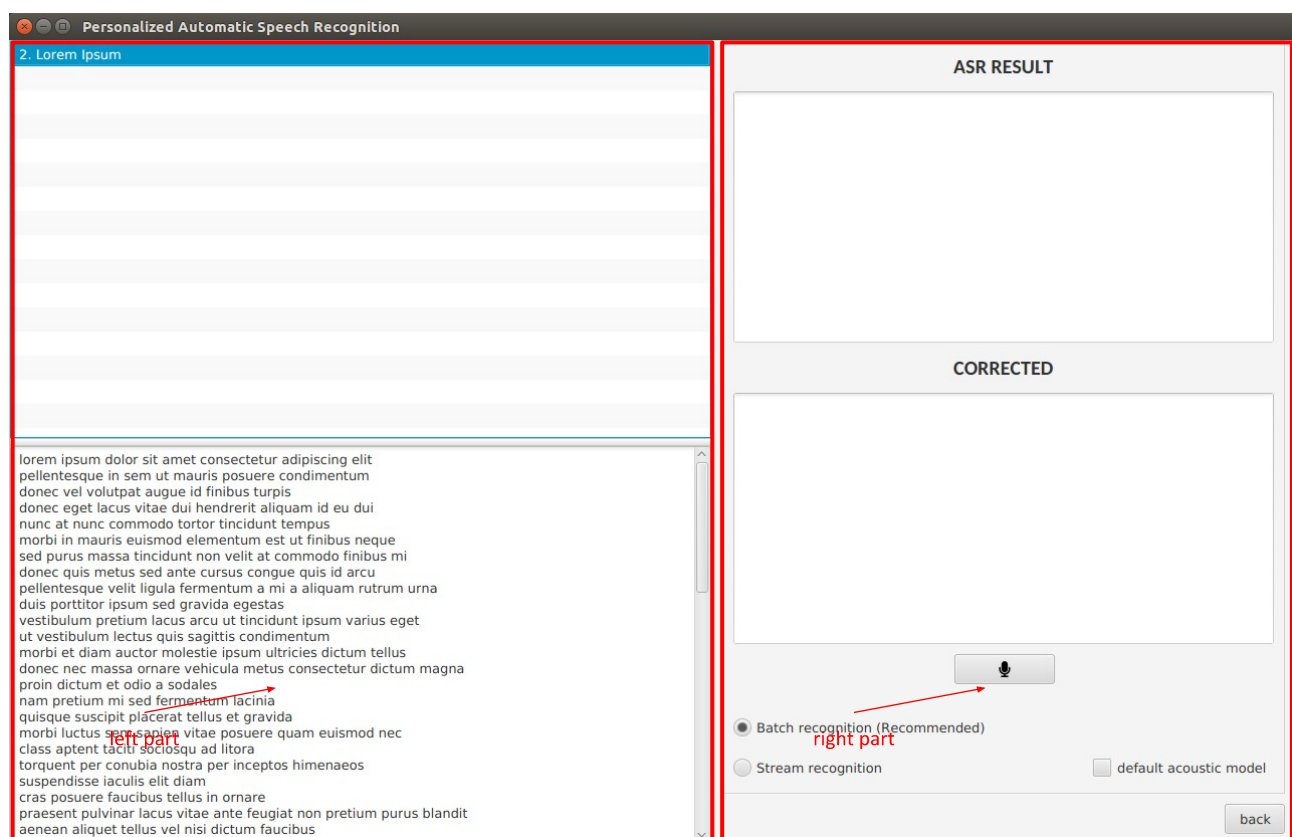 Personalized Automatic Speech Recognition
2. Lorem Ipsum
lorem ipsum dolor sit amet consectetur adipiscing elit
pellentesque in sem ut mauris posuere condimentum
donec vel volutpat augue id finibus turpis
donec eget lacus vitae dui hendrerit aliquam id eu dui
nunc at nunc commodo tortor tincidunt tempus
morbi in mauris euismod elementum est ut finibus neque
sed purus massa tincidunt non velit at commodo finibus mi
donec quis metus sed ante cursus congue quis id arcu
pellentesque velit ligula fermentum a mi a aliquam rutrum urna
duis porttitor ipsum sed gravida egestas
vestibulum pretium lacus arcu ut tincidunt ipsum varius eget
ut vestibulum lectus quis sagittis condimentum
morbi et diam auctor molestie ipsum ultricies dictum tellus
donec nec massa ornare vehicula metus consectetur dictum magna
proin dictum et odio a sodales
nam pretium mi sed fermentum lacinia
quisque suscipit placerat tellus et gravida
morbi luctus sem sapien vitae posuere quam euismod nec
left part
class aptent taciti sociosqu ad litora
torquent per conubia nostra per inceptos himenaeos
suspendisse iaculis elit diam
cras posuere faucibus tellus in ornare
praesent pulvinar lacus vitae ante feugiat non pretium purus blandit
aenean aliquet tellus vel nisi dictum faucibus
ASR RESULT
CORRECTED
Batch recognition (Recommended)
right part
Stream recognition
default acoustic model
back